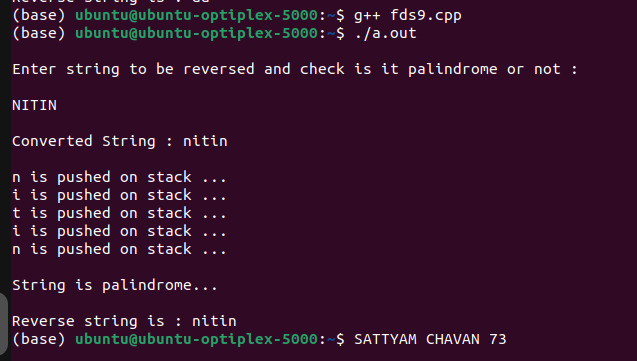 (base) ubuntu@ubuntu-optiplex-5000:~$ g++ fds9.cpp
(base) ubuntu@ubuntu-optiplex-5000:~$ ./a.out
Enter string to be reversed and check is it palindrome or not :
NITIN
Converted String : nitin
n is pushed on stack ...
i is pushed on stack ...
t is pushed on stack ...
i is pushed on stack ...
n is pushed on stack ...
String is palindrome...
Reverse string is : nitin
(base) ubuntu@ubuntu-optiplex-5000:~$ SATTYAM CHAVAN 73